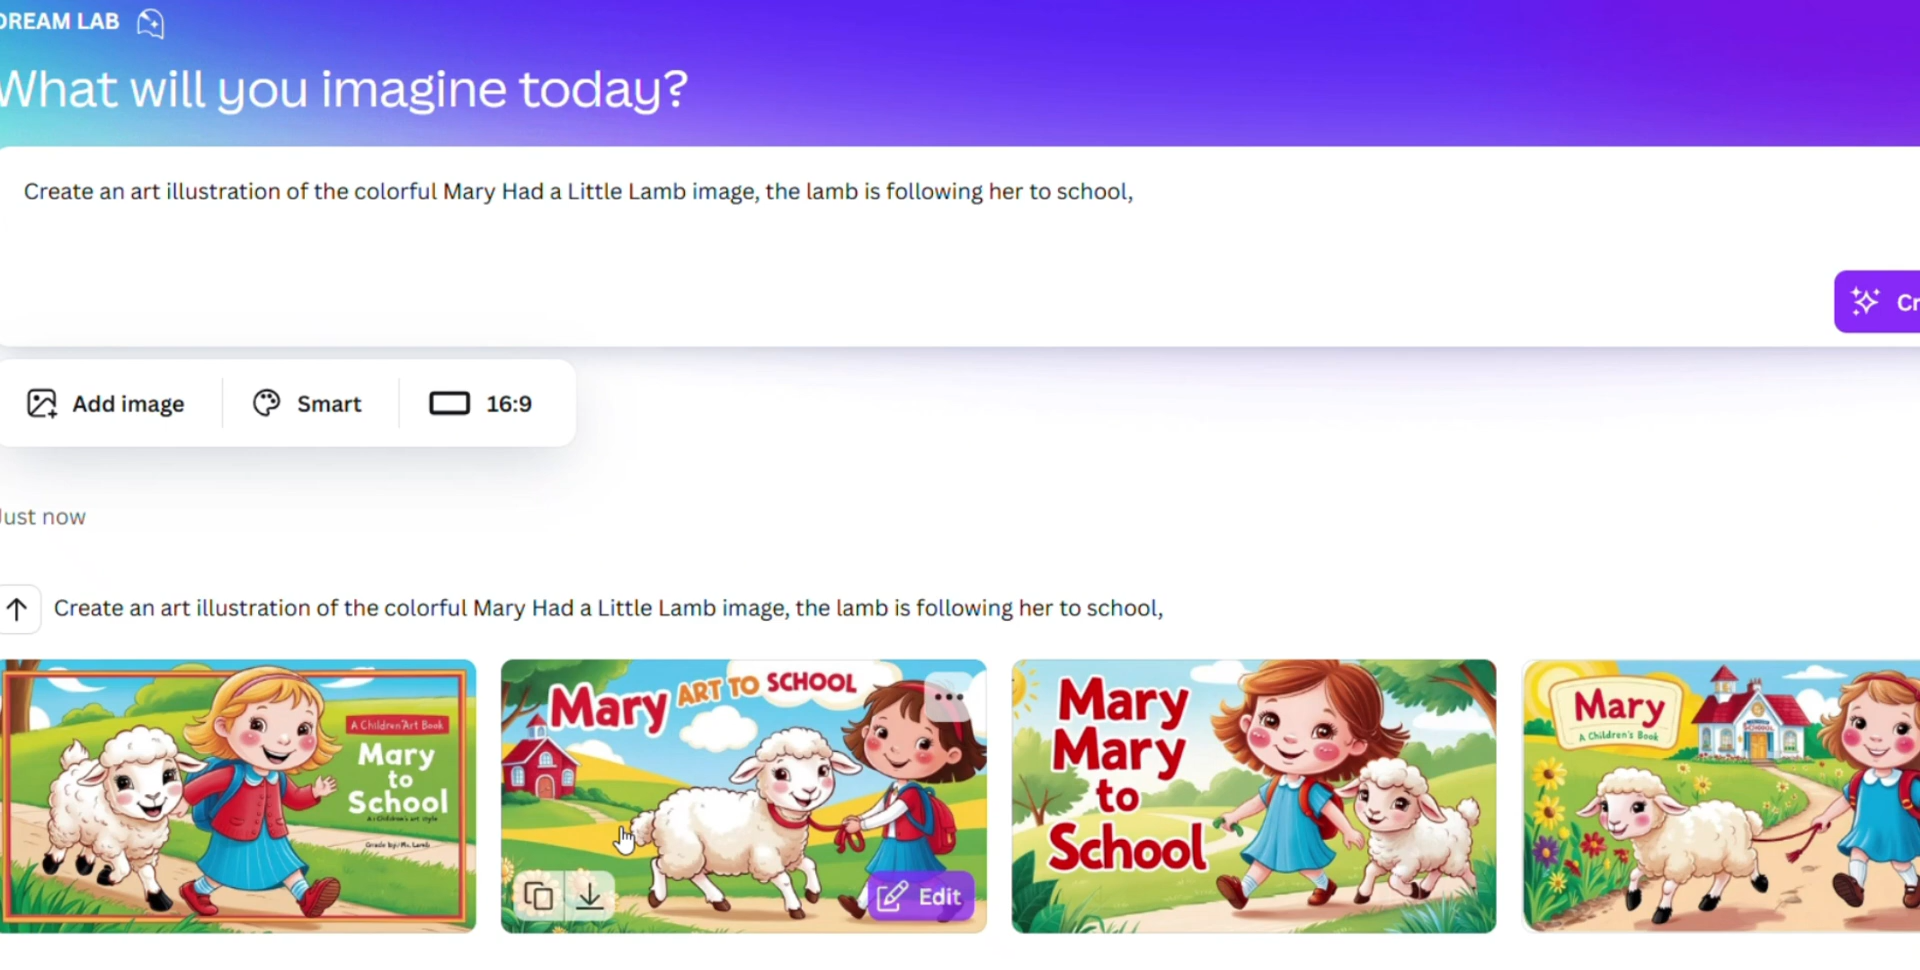 DREAM LAB
What will you imagine today?
Create an art illustration of the colorful Mary Had a Little Lamb image, the lamb is following her to school,
Cr
Add image
Smart
16:9
Just now
Create an art illustration of the colorful Mary Had a Little Lamb image, the lamb is following her to school,
A Children Art Book
Mary
to
School
Mary ART TO SCHOOL
Edit
Mary
Mary
to
School
Mary
A Children's Book
SCHOOL